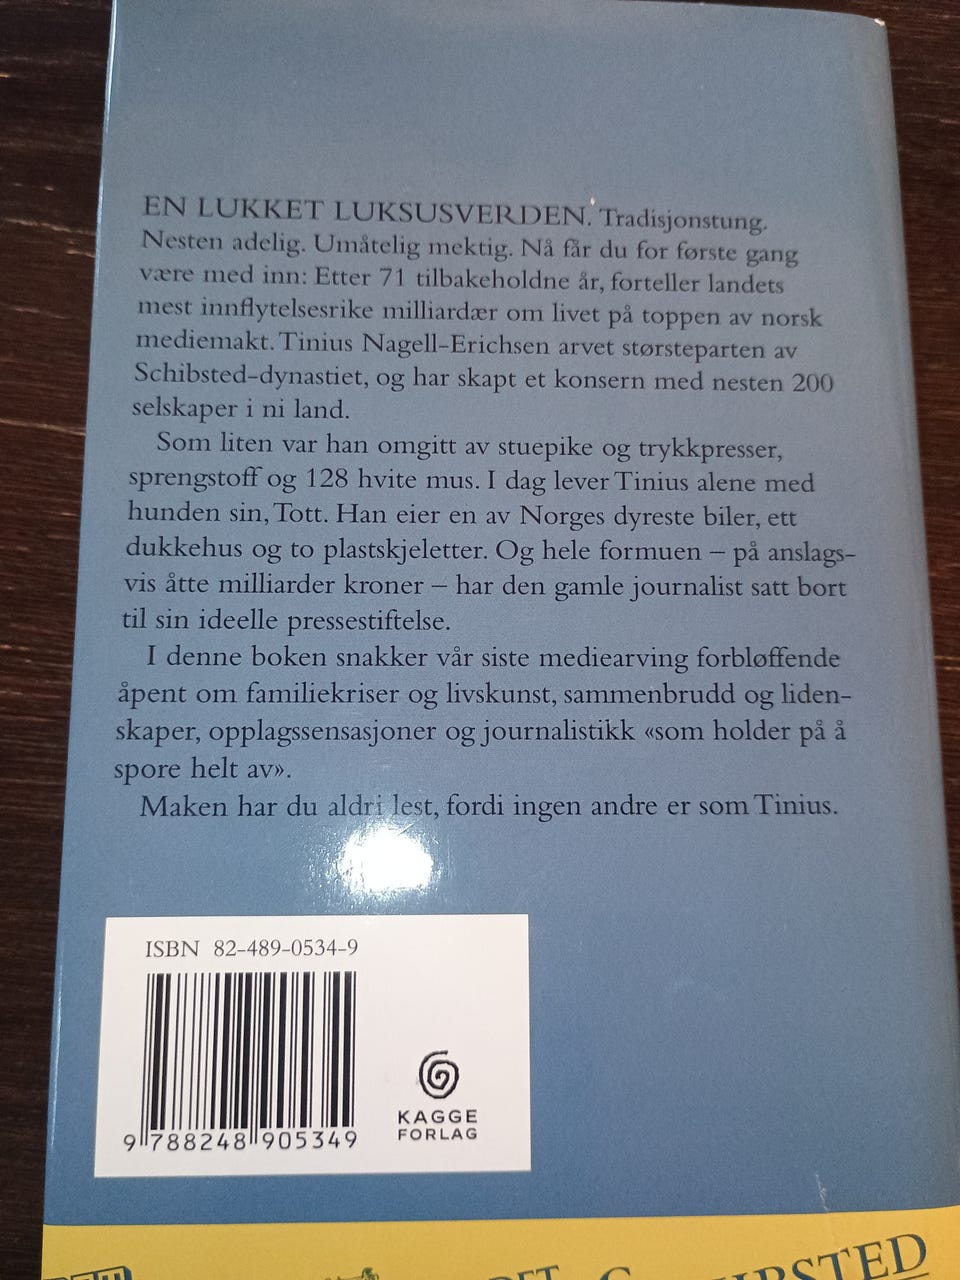 EN LUKKET LUKSUSVERDEN. Tradisjonstung.
Nesten adelig. Umåtelig mektig. Nå får du for første gang
være med inn: Etter 71 tilbakeholdne år, forteller landets
mest innflytelsesrike milliardær om livet på toppen av norsk
mediemakt. Tinius Nagell-Erichsen arvet størsteparten av
Schibsted-dynastiet, og har skapt et konsern med nesten 200
selskaper i ni land.
Som liten var han omgitt av stuepike og trykkpresser,
sprengstoff og 128 hvite mus. I dag lever Tinius alene med
hunden sin, Tott. Han eier en av Norges dyreste biler, ett
dukkehus og to plastskjeletter. Og hele formuen – på anslags-
vis åtte milliarder kroner – har den gamle journalist satt bort
til sin ideelle pressestiftelse.
I denne boken snakker vår siste mediearving forbløffende
åpent om familiekriser og livskunst, sammenbrudd og liden-
skaper, opplagssensasjoner og journalistikk «som holder på å
spore helt av».
Maken har du aldri lest, fordi ingen andre er som Tinius.
ISBN 82-489-0534-9
9 788248 905349
KAGGE
FORLAG